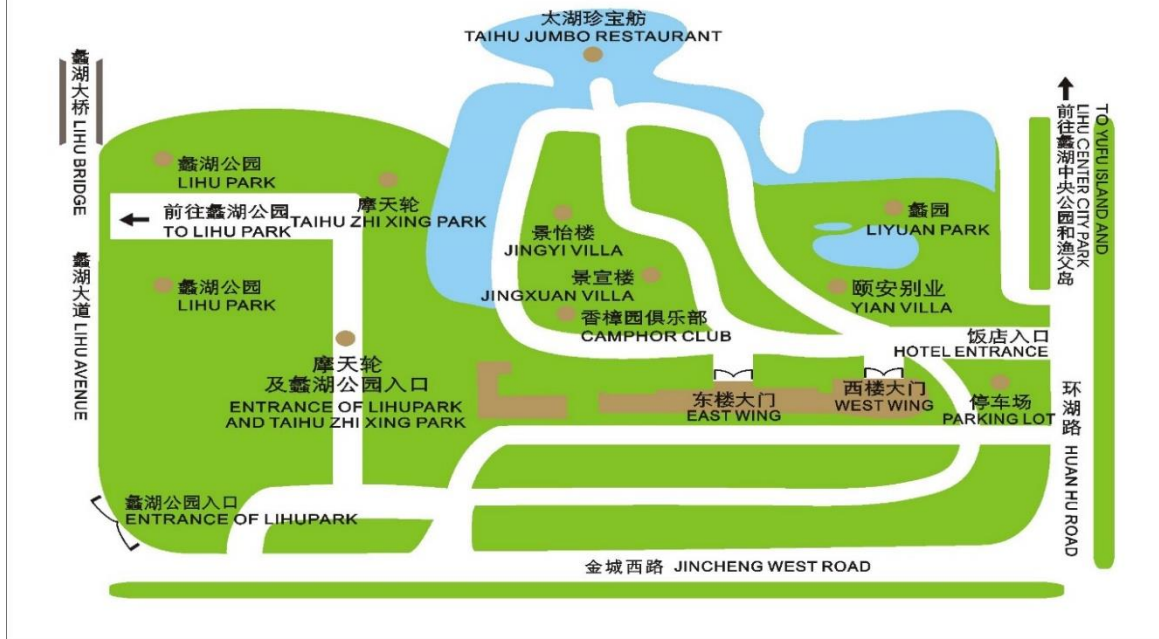 太湖珍宝舫
TAIHU JUMBO RESTAURANT
蠡湖大桥 LIHU BRIDGE
蠡湖公园
LIHU PARK
摩天轮
TAIHU ZHI XING PARK
前往蠡湖公园
TO LIHU PARK
蠡湖大道 LIHU AVENUE
蠡湖公园
LIHU PARK
摩天轮
及蠡湖公园入口
ENTRANCE OF LIHUPARK
AND TAIHU ZHI XING PARK
蠡湖公园入口
ENTRANCE OF LIHUPARK
景怡楼
JINGYI VILLA
景宣楼
JINGXUAN VILLA
香樟园俱乐部
CAMPHOR CLUB
蠡园
LIYUAN PARK
颐安别业
YIAN VILLA
饭店入口
HOTEL ENTRANCE
东楼大门
EAST WING
西楼大门
WEST WING
停车场
PARKING LOT
TO YUFU ISLAND AND
LIHU CENTER CITY PARK
前往蠡湖中央公园和渔父岛
环湖路 HUAN HU ROAD
金城西路 JINCHENG WEST ROAD